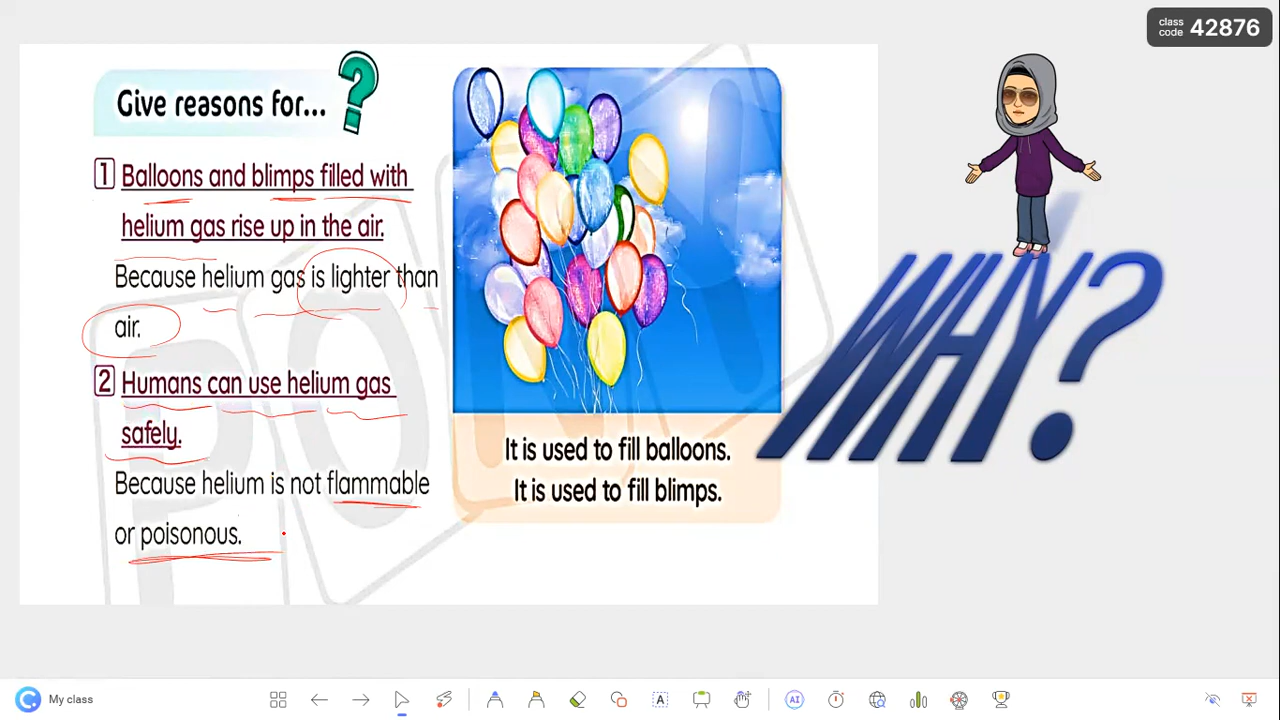 class
code 42876
Give reasons for... ?
1 Balloons and blimps filled with
helium gas rise up in the air.
Because helium gas is lighter than
air.
2 Humans can use helium gas
safely.
Because helium is not flammable
or poisonous.
It is used to fill balloons.
It is used to fill blimps.
WHY?
My class
A
AI